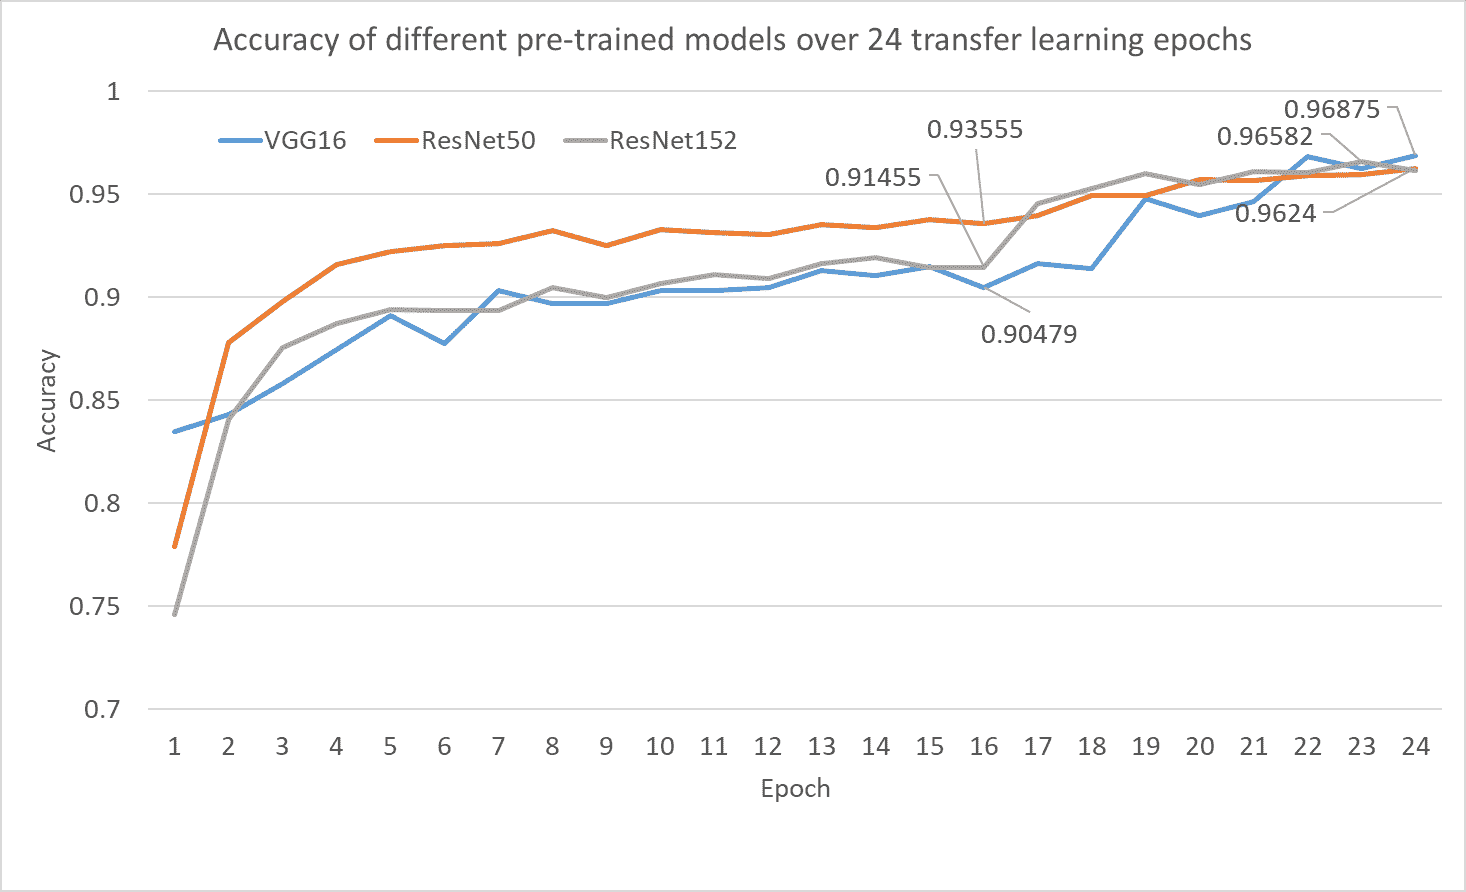 Accuracy of different pre-trained models over 24 transfer learning epochs
1
0.96875
VGG16 ResNet50 ResNet152
0.93555
0.96582
0.91455
0.95
0.9624
0.9
0.90479
0.85
0.8
0.75
0.7
Accuracy
1 2 3 4 5 6 7 8 9 10 11 12 13 14 15 16 17 18 19 20 21 22 23 24
Epoch